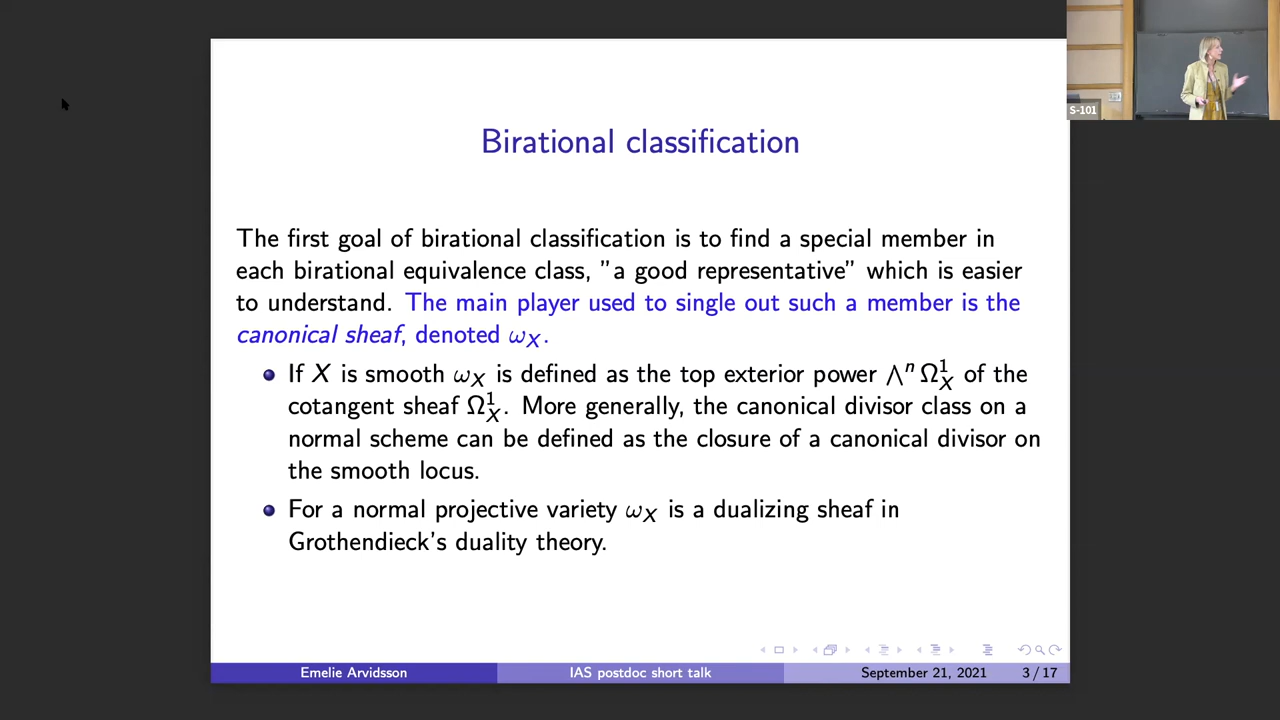 S-101
Birational classification
The first goal of birational classification is to find a special member in
each birational equivalence class, ”a good representative” which is easier
to understand. The main player used to single out such a member is the
canonical sheaf, denoted ω_X.
If X is smooth ω_X is defined as the top exterior power ⋀ⁿ Ω¹_X of the
cotangent sheaf Ω¹_X. More generally, the canonical divisor class on a
normal scheme can be defined as the closure of a canonical divisor on
the smooth locus.
For a normal projective variety ω_X is a dualizing sheaf in
Grothendieck's duality theory.
Emelie Arvidsson IAS postdoc short talk September 21, 2021 3 / 17